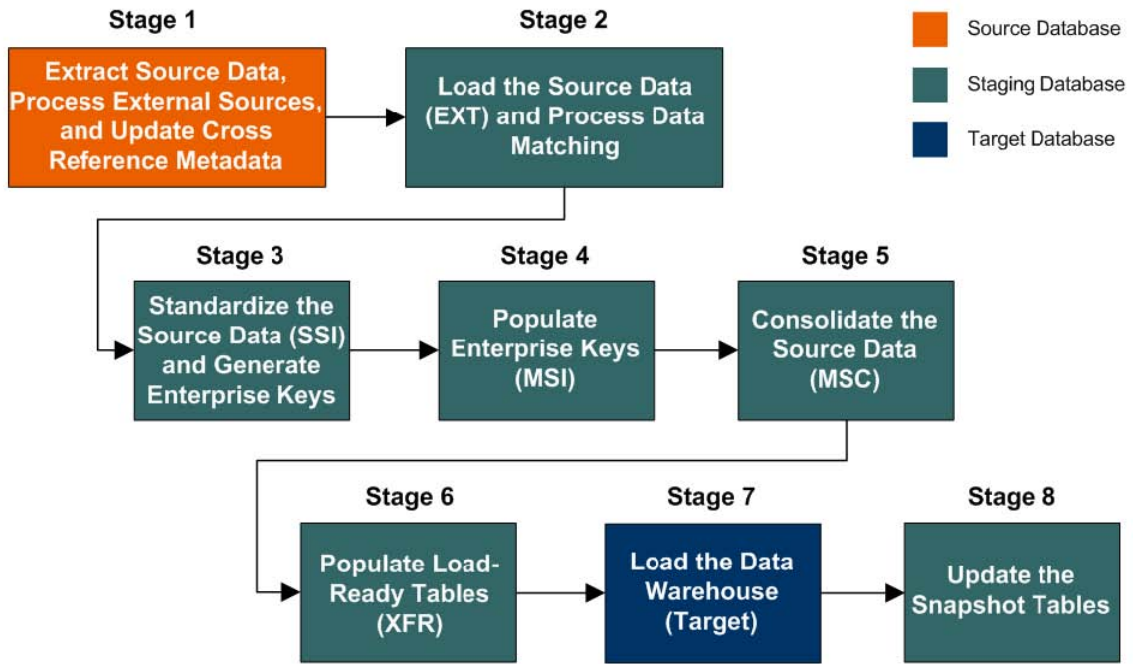 Stage 1
Stage 2
Source Database
Extract Source Data,
Process External Sources,
and Update Cross
Reference Metadata
Load the Source Data
(EXT) and Process Data
Matching
Staging Database
Target Database
Stage 3
Stage 4
Stage 5
Standardize the
Source Data (SSI)
and Generate
Enterprise Keys
Populate
Enterprise Keys
(MSI)
Consolidate the
Source Data
(MSC)
Stage 6
Stage 7
Stage 8
Populate Load-
Ready Tables
(XFR)
Load the Data
Warehouse
(Target)
Update the
Snapshot Tables